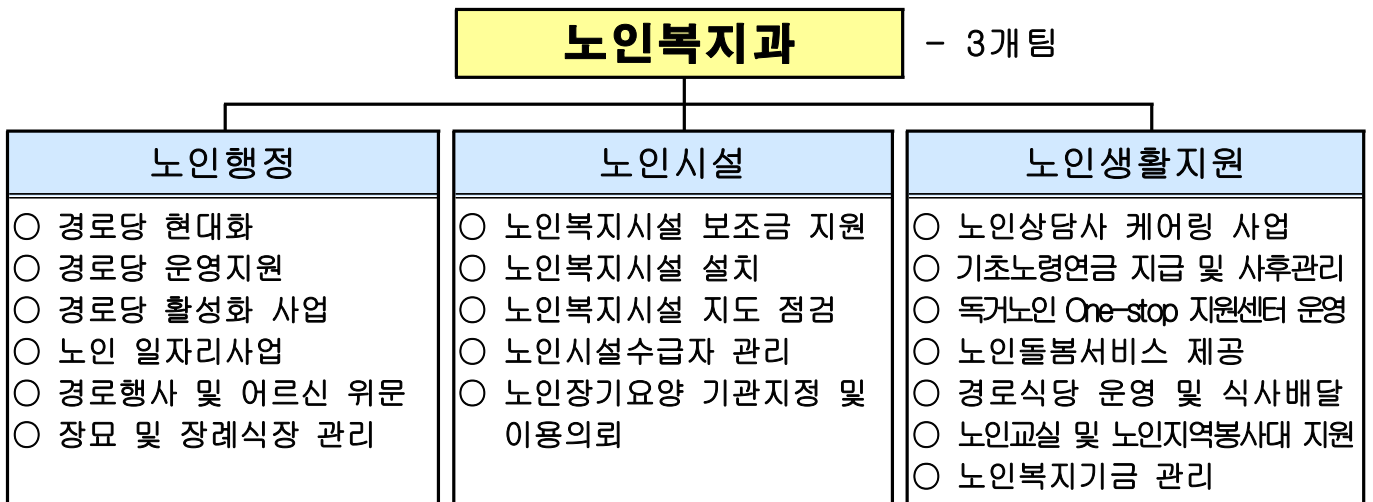 노인복지과 - 3개팀
노인행정
○ 경로당 현대화
○ 경로당 운영지원
○ 경로당 활성화 사업
○ 노인 일자리사업
○ 경로행사 및 어르신 위문
○ 장묘 및 장례식장 관리
노인시설
○ 노인복지시설 보조금 지원
○ 노인복지시설 설치
○ 노인복지시설 지도 점검
○ 노인시설수급자 관리
○ 노인장기요양 기관지정 및
이용의뢰
노인생활지원
○ 노인상담사 케어링 사업
○ 기초노령연금 지급 및 사후관리
○ 독거노인 One-stop 지원센터 운영
○ 노인돌봄서비스 제공
○ 경로식당 운영 및 식사배달
○ 노인교실 및 노인지역봉사대 지원
○ 노인복지기금 관리